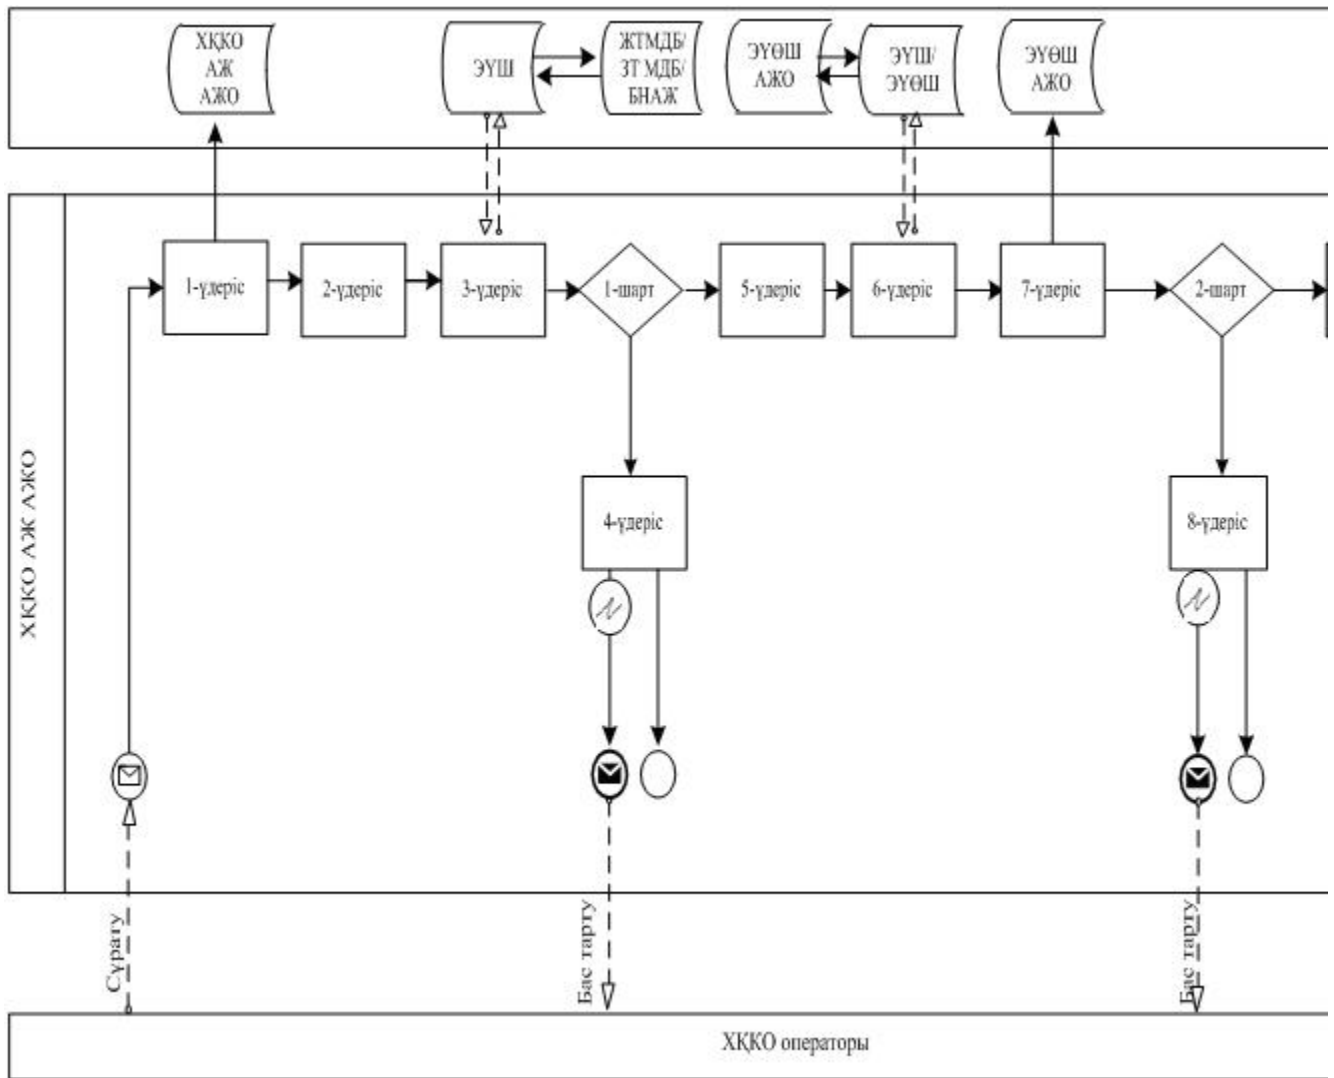 ХҚКО
АЖ
АЖО
ЭҮШ
ЖТМДБ/
ЗТ МДБ/
БНАЖ
ЭҮӨШ
АЖО
ЭҮШ/
ЭҮӨШ
ЭҮӨШ
АЖО
ХҚКО АЖ АЖО
1-үдеріс
2-үдеріс
3-үдеріс
1-шарт
5-үдеріс
6-үдеріс
7-үдеріс
2-шарт
4-үдеріс
8-үдеріс
Сұрату
Бас тарту
Бас тарту
ХҚКО операторы